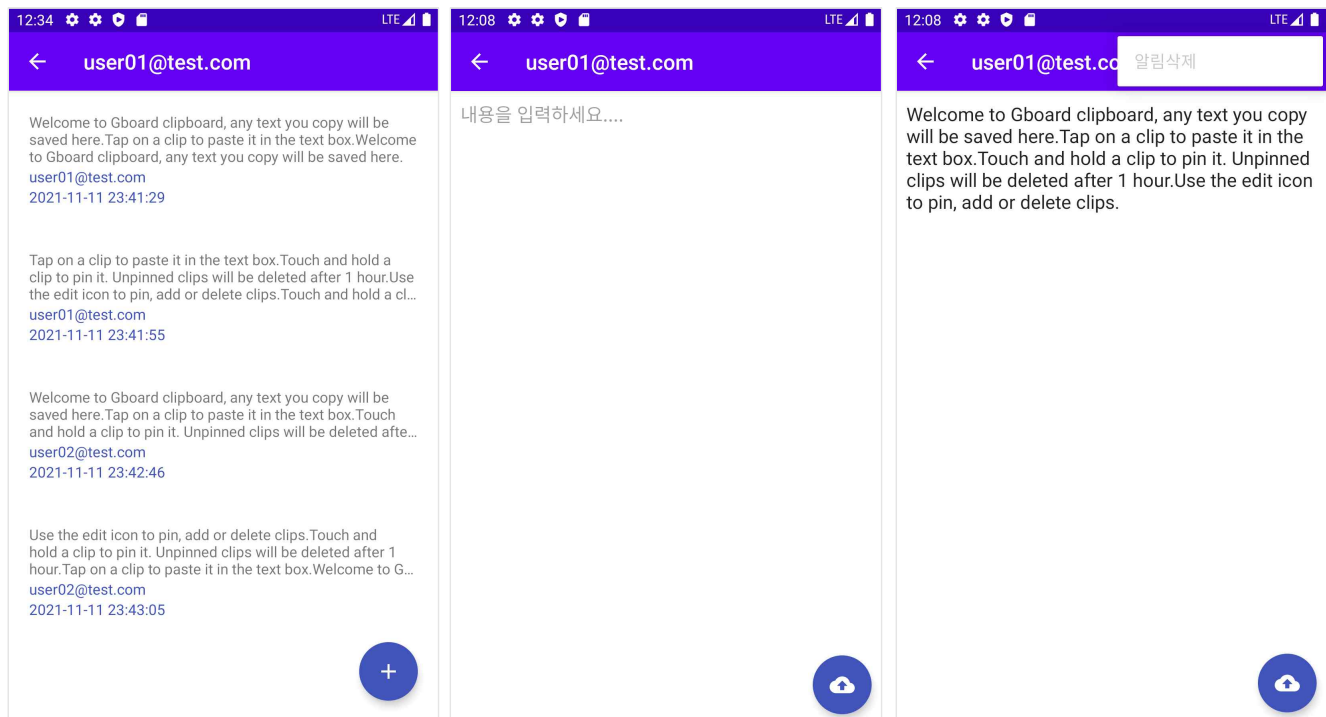 12:34
LTE
user01@test.com
Welcome to Gboard clipboard, any text you copy will be
saved here.Tap on a clip to paste it in the text box.Welcome
to Gboard clipboard, any text you copy will be saved here.
user01@test.com
2021-11-11 23:41:29
Tap on a clip to paste it in the text box.Touch and hold a
clip to pin it. Unpinned clips will be deleted after 1 hour.Use
the edit icon to pin, add or delete clips.Touch and hold a cl...
user01@test.com
2021-11-11 23:41:55
Welcome to Gboard clipboard, any text you copy will be
saved here.Tap on a clip to paste it in the text box.Touch
and hold a clip to pin it. Unpinned clips will be deleted afte...
user02@test.com
2021-11-11 23:42:46
Use the edit icon to pin, add or delete clips.Touch and
hold a clip to pin it. Unpinned clips will be deleted after 1
hour.Tap on a clip to paste it in the text box.Welcome to G...
user02@test.com
2021-11-11 23:43:05
12:08
LTE
user01@test.com
내용을 입력하세요....
12:08
LTE
user01@test.co
알림삭제
Welcome to Gboard clipboard, any text you copy
will be saved here.Tap on a clip to paste it in the
text box.Touch and hold a clip to pin it. Unpinned
clips will be deleted after 1 hour.Use the edit icon
to pin, add or delete clips.